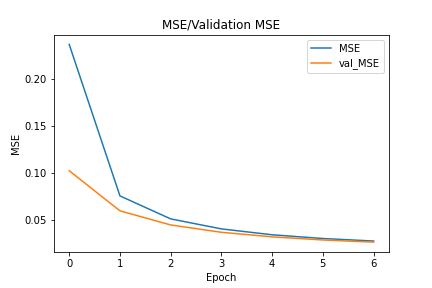 MSE/Validation MSE
MSE
val_MSE
0.20
0.15
0.10
0.05
MSE
0 1 2 3 4 5 6
Epoch